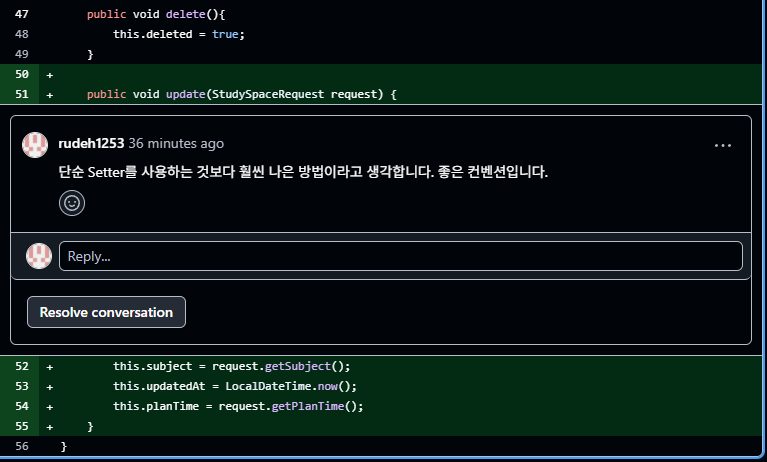 47 public void delete(){
48 this.deleted = true;
49 }
50 +
51 + public void update(StudySpaceRequest request) {
rudeh1253 36 minutes ago
단순 Setter를 사용하는 것보다 훨씬 나은 방법이라고 생각합니다. 좋은 컨벤션입니다.
Reply...
Resolve conversation
52 + this.subject = request.getSubject();
53 + this.updatedAt = LocalDateTime.now();
54 + this.planTime = request.getPlanTime();
55 + }
56 }